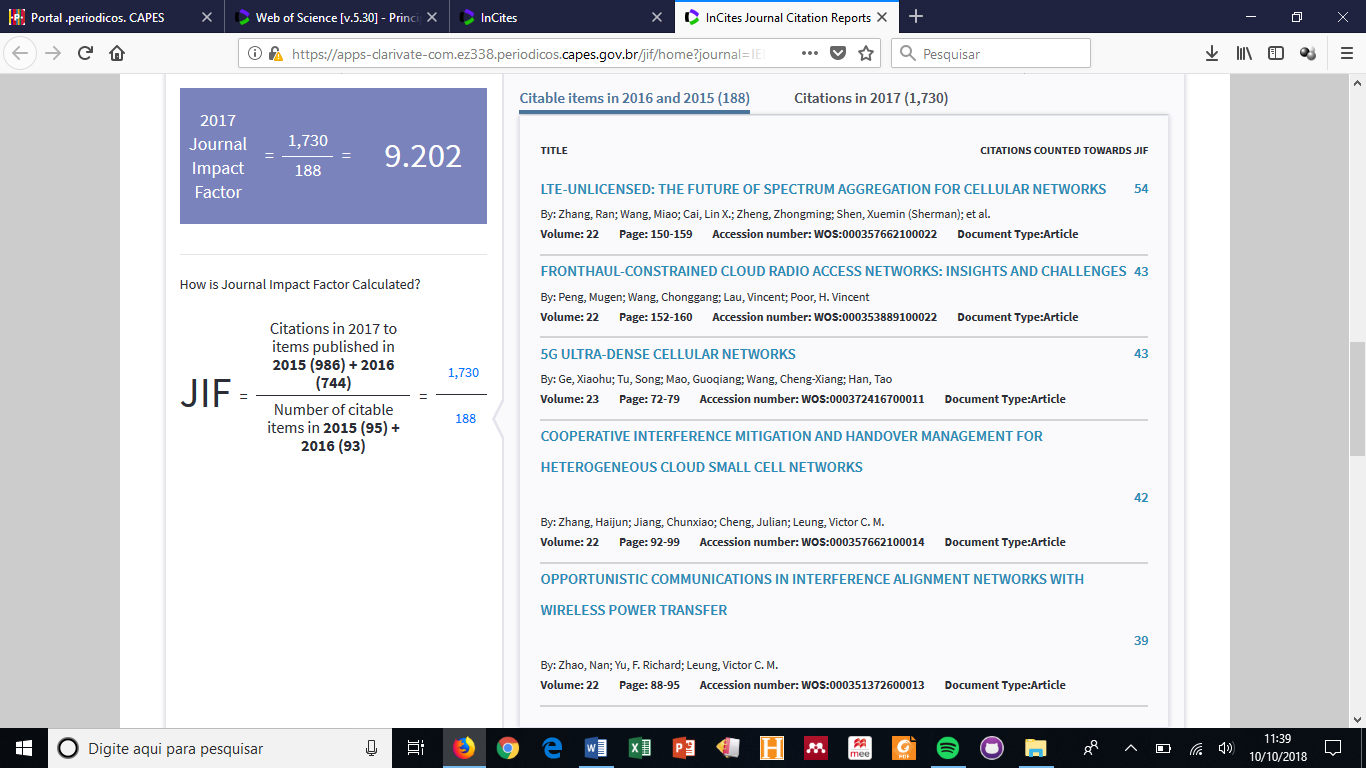 Portal .periodicos. CAPES
Web of Science [v.5.30] - Princi
InCites
InCites Journal Citation Reports
https://apps-clarivate-com.ez338.periodicos.capes.gov.br/jif/home?journal=IE
Pesquisar
2017 Journal Impact Factor = 1,730 / 188 = 9.202
How is Journal Impact Factor Calculated?
JIF =
Citations in 2017 to
items published in
2015 (986) + 2016
(744)
Number of citable
items in 2015 (95) +
2016 (93)
=
1,730
188
Citable items in 2016 and 2015 (188) Citations in 2017 (1,730)
TITLE CITATIONS COUNTED TOWARDS JIF
LTE-UNLICENSED: THE FUTURE OF SPECTRUM AGGREGATION FOR CELLULAR NETWORKS 54
By: Zhang, Ran; Wang, Miao; Cai, Lin X.; Zheng, Zhongming; Shen, Xuemin (Sherman); et al.
Volume: 22 Page: 150-159 Accession number: WOS:000357662100022 Document Type:Article
FRONTHAUL-CONSTRAINED CLOUD RADIO ACCESS NETWORKS: INSIGHTS AND CHALLENGES 43
By: Peng, Mugen; Wang, Chonggang; Lau, Vincent; Poor, H. Vincent
Volume: 22 Page: 152-160 Accession number: WOS:000353889100022 Document Type:Article
5G ULTRA-DENSE CELLULAR NETWORKS 43
By: Ge, Xiaohu; Tu, Song; Mao, Guoqiang; Wang, Cheng-Xiang; Han, Tao
Volume: 23 Page: 72-79 Accession number: WOS:000372416700011 Document Type:Article
COOPERATIVE INTERFERENCE MITIGATION AND HANDOVER MANAGEMENT FOR
HETEROGENEOUS CLOUD SMALL CELL NETWORKS
42
By: Zhang, Haijun; Jiang, Chunxiao; Cheng, Julian; Leung, Victor C. M.
Volume: 22 Page: 92-99 Accession number: WOS:000357662100014 Document Type:Article
OPPORTUNISTIC COMMUNICATIONS IN INTERFERENCE ALIGNMENT NETWORKS WITH
WIRELESS POWER TRANSFER
39
By: Zhao, Nan; Yu, F. Richard; Leung, Victor C. M.
Volume: 22 Page: 88-95 Accession number: WOS:000351372600013 Document Type:Article
Digite aqui para pesquisar
11:39
10/10/2018